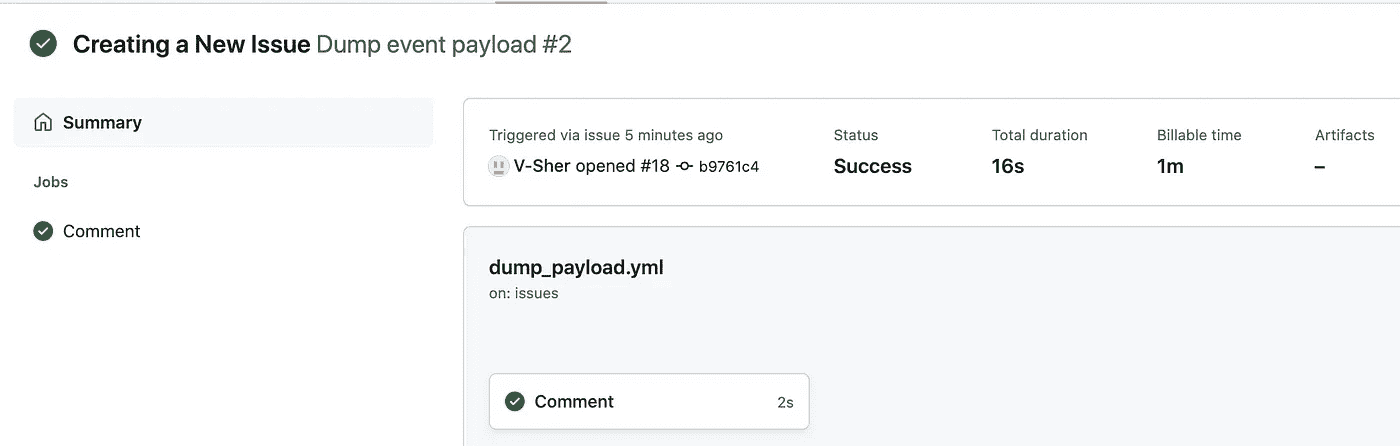 Creating a New Issue Dump event payload #2
Summary
Jobs
Comment
Triggered via issue 5 minutes ago
V-Sher opened #18 b9761c4
Status
Success
Total duration
16s
Billable time
1m
Artifacts
–
dump_payload.yml
on: issues
Comment 2s